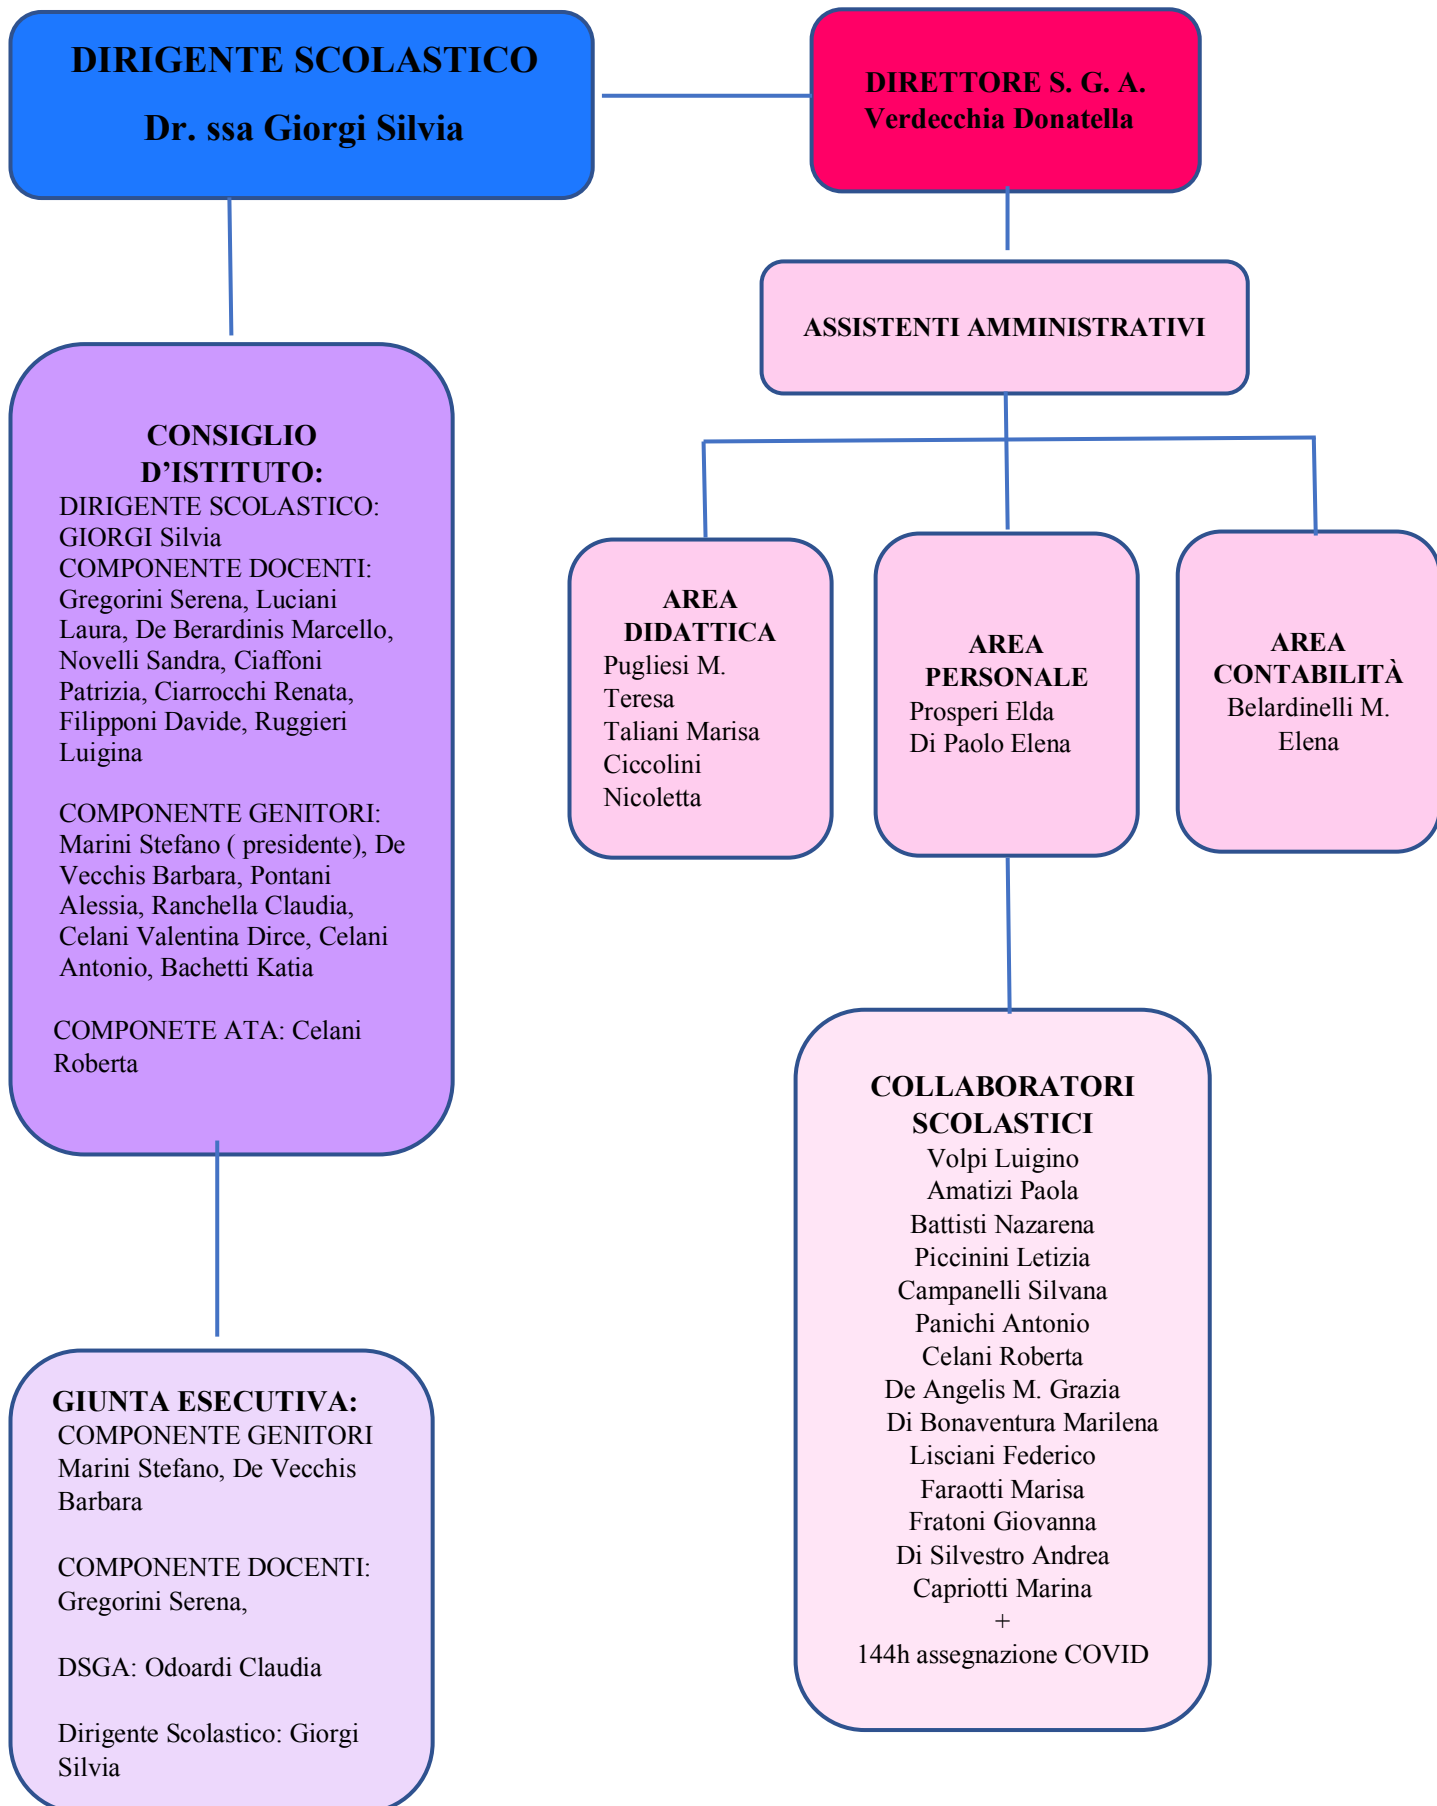 DIRIGENTE SCOLASTICO
Dr. ssa Giorgi Silvia
DIRETTORE S. G. A.
Verdecchia Donatella
ASSISTENTI AMMINISTRATIVI
CONSIGLIO
D’ISTITUTO:
DIRIGENTE SCOLASTICO:
GIORGI Silvia
COMPONENTE DOCENTI:
Gregorini Serena, Luciani
Laura, De Berardinis Marcello,
Novelli Sandra, Ciaffoni
Patrizia, Ciarrocchi Renata,
Filipponi Davide, Ruggieri
Luigina
COMPONENTE GENITORI:
Marini Stefano ( presidente), De
Vecchis Barbara, Pontani
Alessia, Ranchella Claudia,
Celani Valentina Dirce, Celani
Antonio, Bachetti Katia
COMPONETE ATA: Celani
Roberta
AREA
DIDATTICA
Pugliesi M.
Teresa
Taliani Marisa
Ciccolini
Nicoletta
AREA
PERSONALE
Prosperi Elda
Di Paolo Elena
AREA
CONTABILITÀ
Belardinelli M.
Elena
COLLABORATORI
SCOLASTICI
Volpi Luigino
Amatizi Paola
Battisti Nazarena
Piccinini Letizia
Campanelli Silvana
Panichi Antonio
Celani Roberta
De Angelis M. Grazia
Di Bonaventura Marilena
Lisciani Federico
Faraotti Marisa
Fratoni Giovanna
Di Silvestro Andrea
Capriotti Marina
+
144h assegnazione COVID
GIUNTA ESECUTIVA:
COMPONENTE GENITORI
Marini Stefano, De Vecchis
Barbara
COMPONENTE DOCENTI:
Gregorini Serena,
DSGA: Odoardi Claudia
Dirigente Scolastico: Giorgi
Silvia